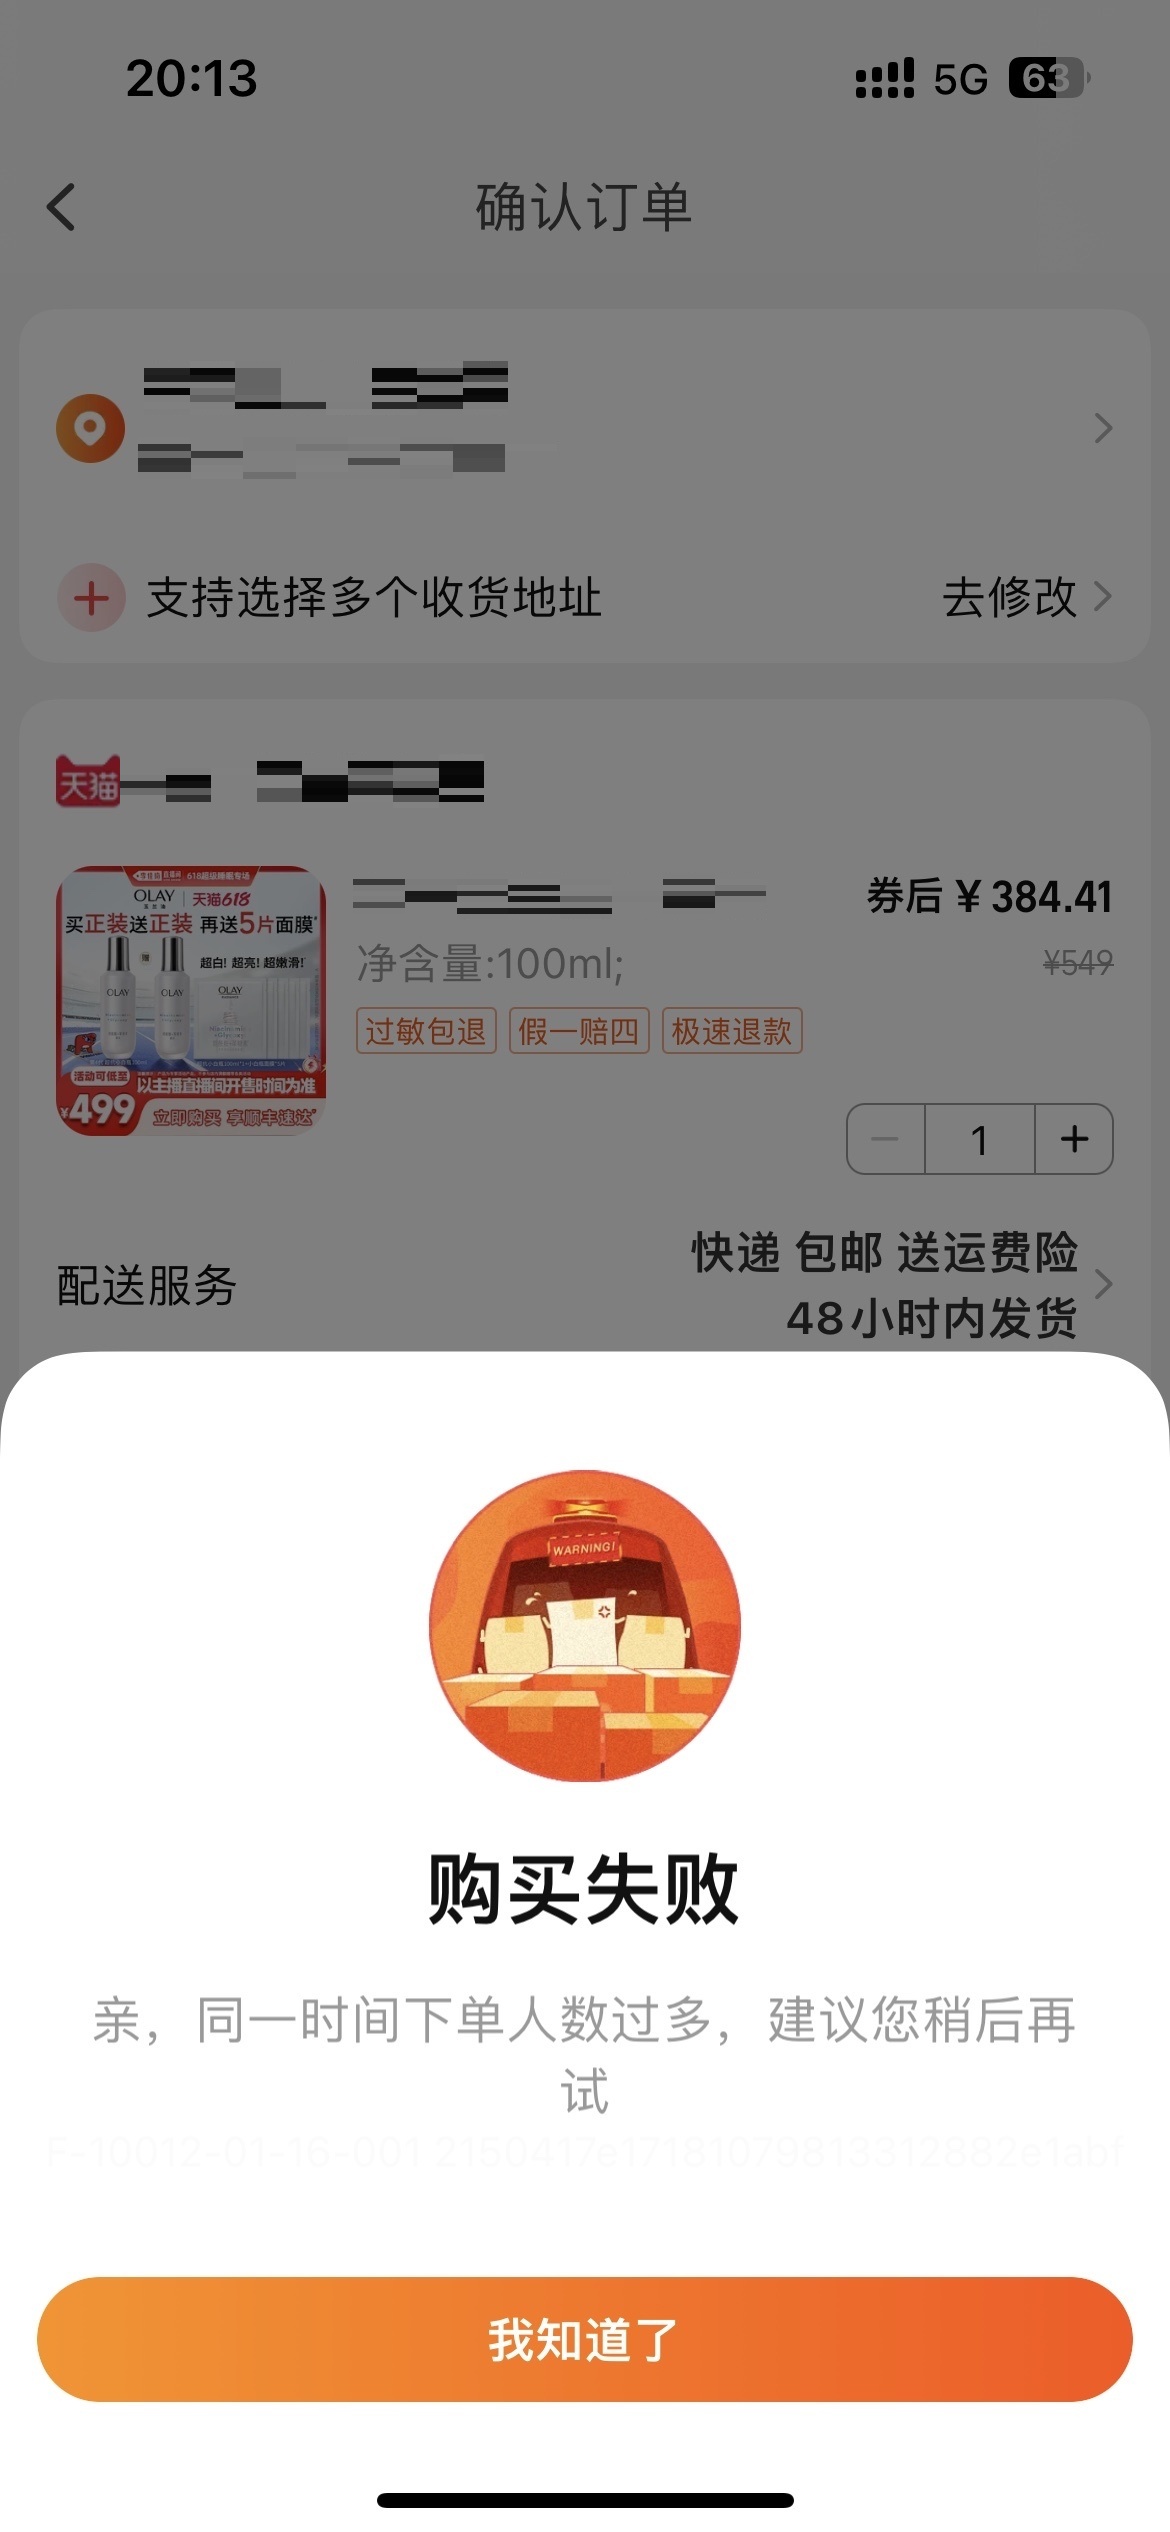 20:13
5G 63
确认订单
支持选择多个收货地址
去修改
天猫
OLAY 天猫618
买正装送正装 再送5片面膜
超白! 超亮! 超嫩滑!
OLAY OLAY OLAY
活动可低至
¥499
以主播直播间开售时间为准
立即购买 享顺丰速达
券后 ¥ 384.41
净含量:100ml;
¥549
过敏包退 假一赔四 极速退款
1
配送服务
快递 包邮 送运费险
48小时内发货
WARNING!
购买失败
亲，同一时间下单人数过多，建议您稍后再
试
F-10012-01-16-001 2150417e17181079813312882e1abf
我知道了